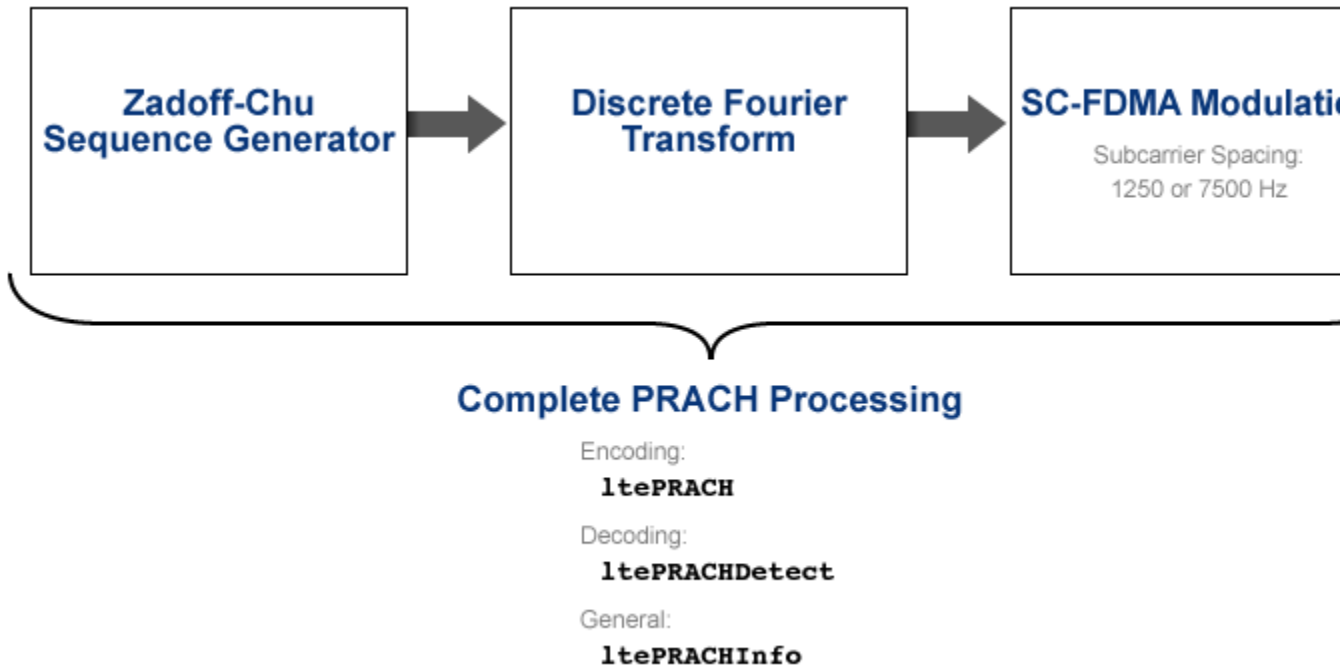 Zadoff-Chu
Sequence Generator
Discrete Fourier
Transform
SC-FDMA
Subcarrier Spacing:
1250 or 7500 Hz
Complete PRACH Processing
Encoding:
ltePRACH
Decoding:
ltePRACHDetect
General:
ltePRACHInfo